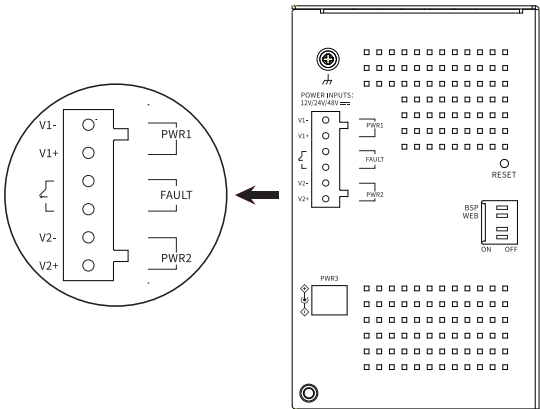 V1-
V1+
V2-
V2+
PWR1
FAULT
PWR2
POWER INPUTS:
12V/24V/48V
V1-
V1+
V2-
V2+
PWR1
FAULT
PWR2
RESET
BSP
WEB
ON OFF
PWR3